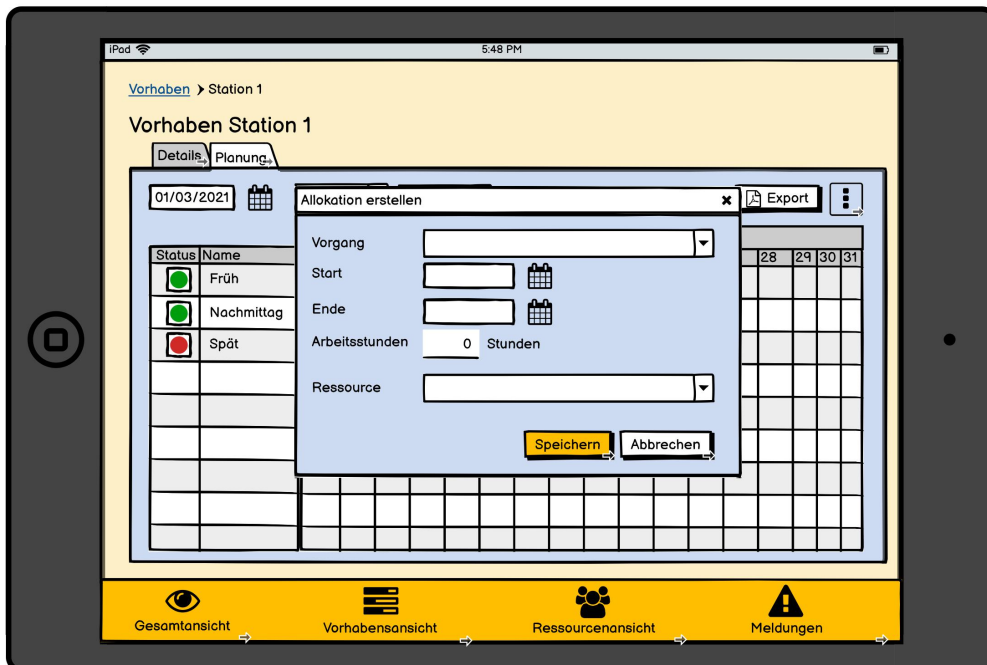 iPad 5:48 PM
Vorhaben > Station 1
Vorhaben Station 1
Details Planung
01/03/2021 Export
Allokation erstellen
Vorgang
Status Name 28 29 30 31
Start
Früh
Ende
Nachmittag
Arbeitsstunden 0 Stunden
Spät
Ressource
Speichern Abbrechen
Gesamtansicht Vorhabensansicht Ressourcenansicht Meldungen